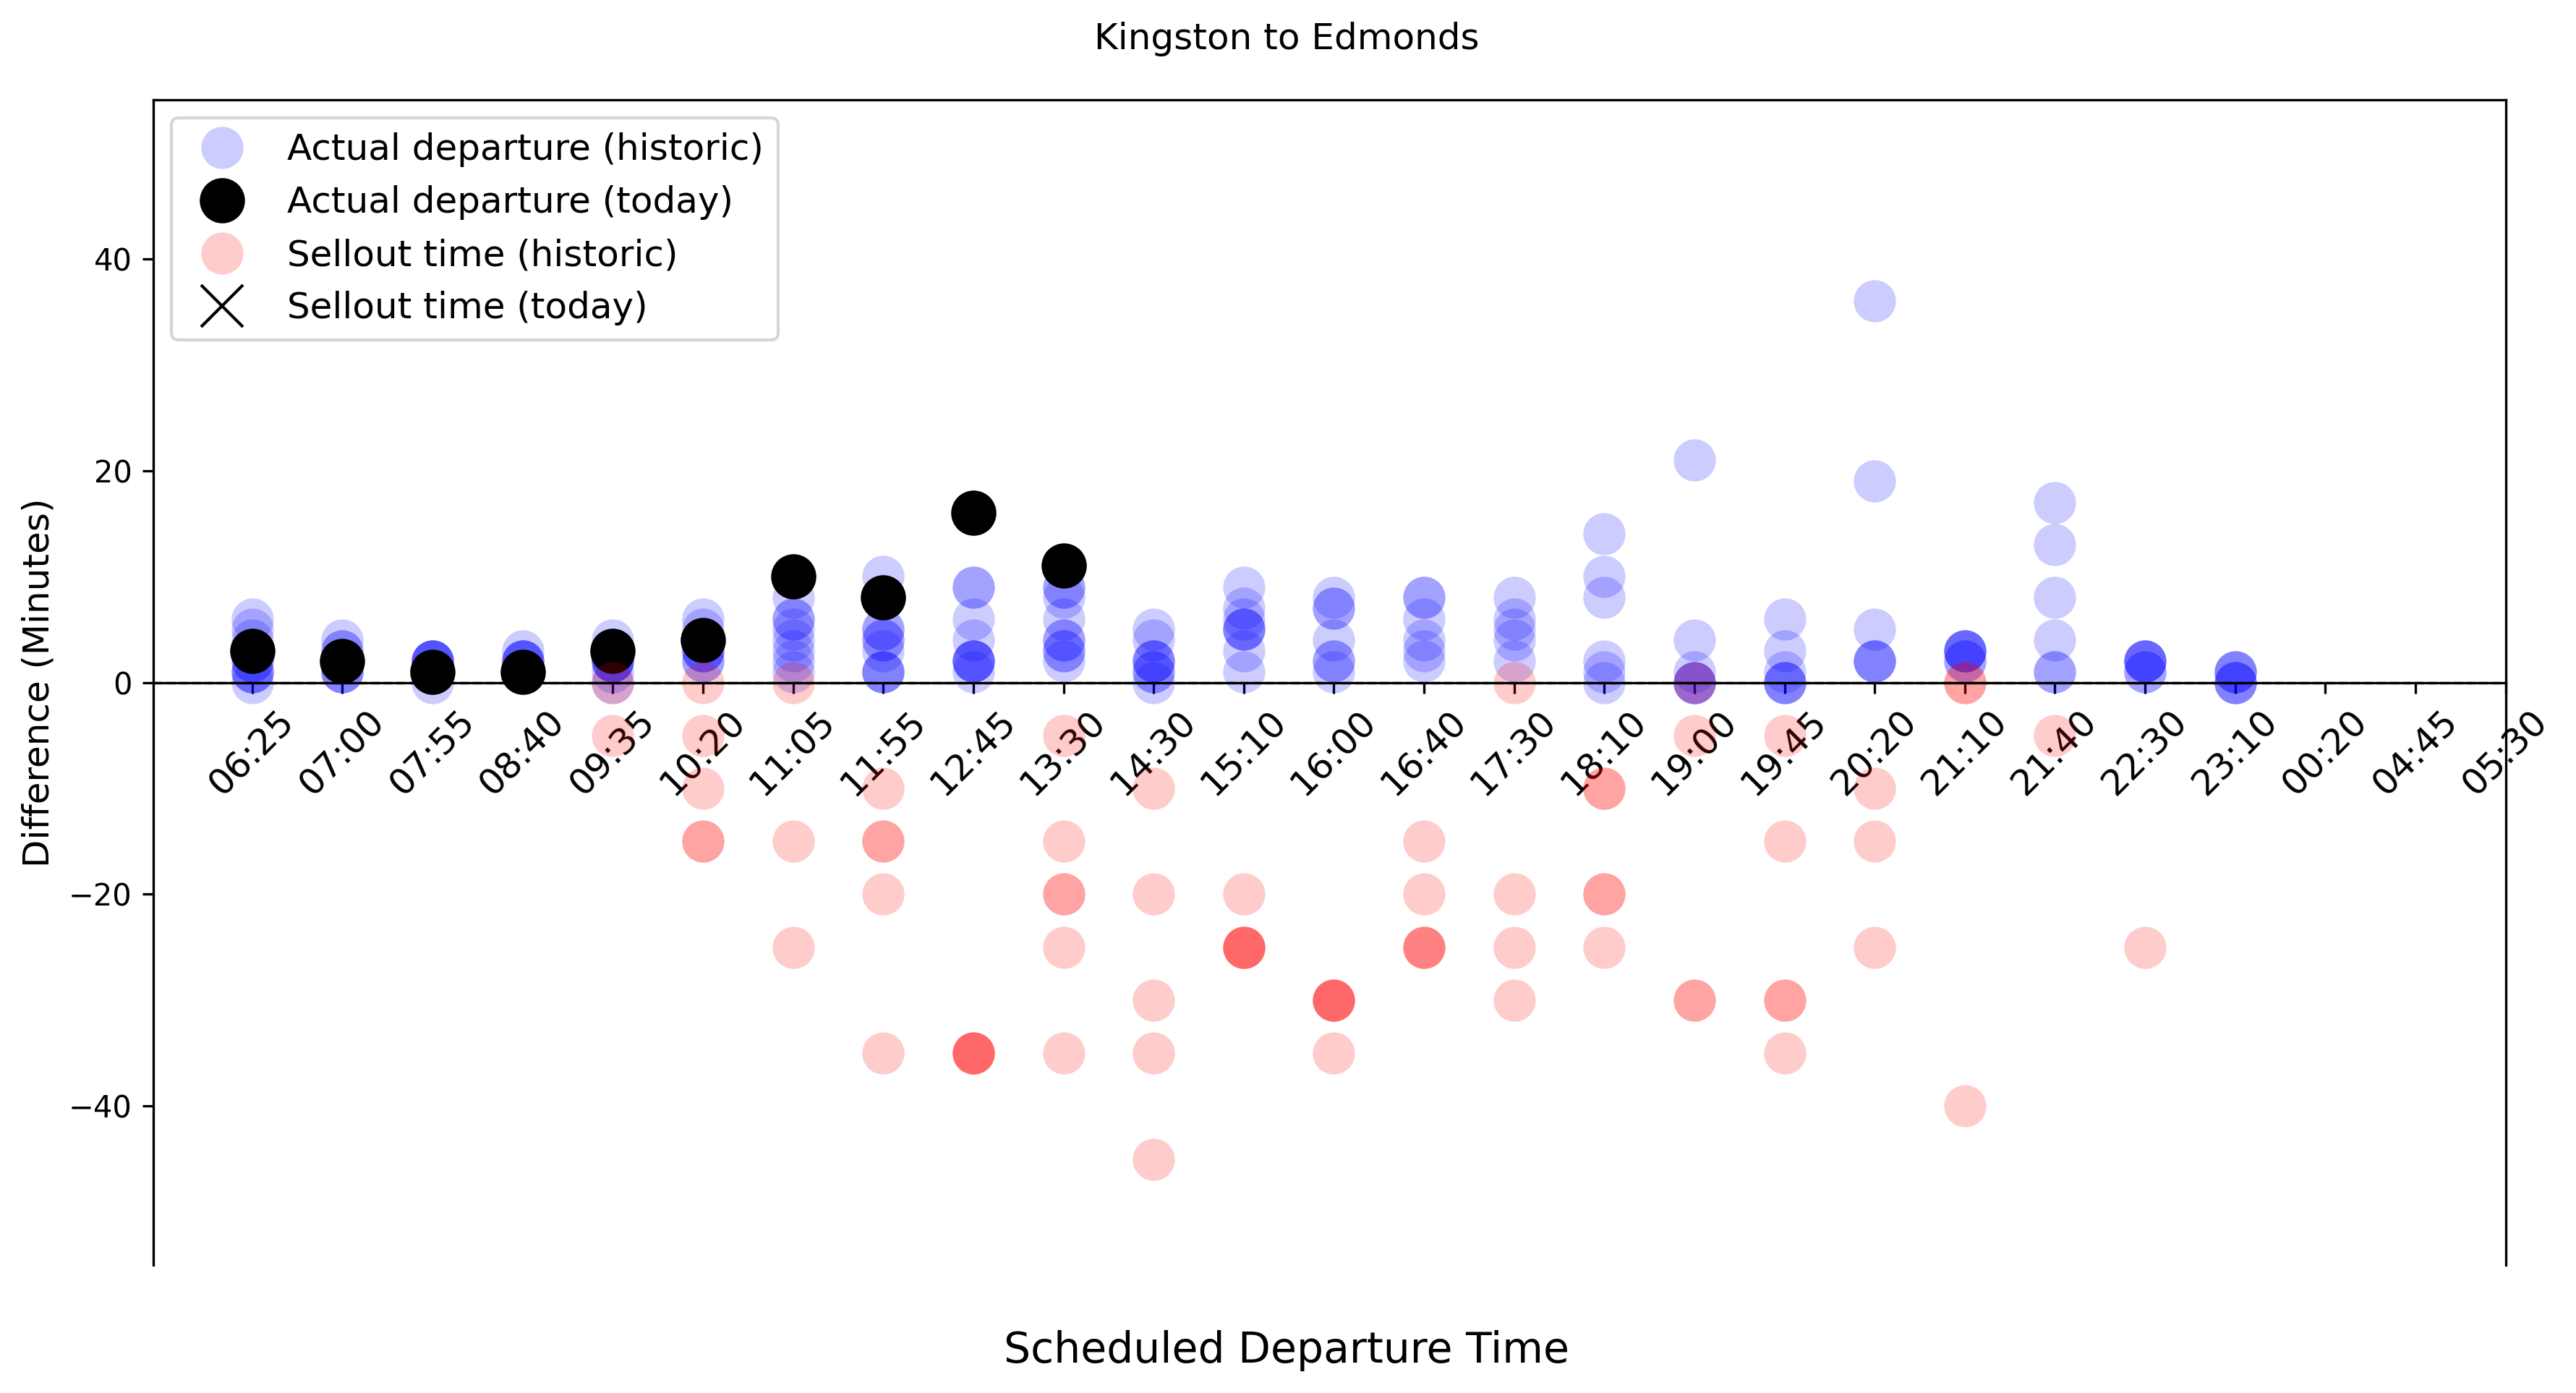 Kingston to Edmonds
Actual departure (historic)
Actual departure (today)
Sellout time (historic)
Sellout time (today)
40
20
0
−20
−40
Difference (Minutes)
06:25 07:00 07:55 08:40 09:35 10:20 11:05 11:55 12:45 13:30 14:30 15:10 16:00 16:40 17:30 18:10 19:00 19:45 20:20 21:10 21:40 22:30 23:10 00:20 04:45 05:30
Scheduled Departure Time